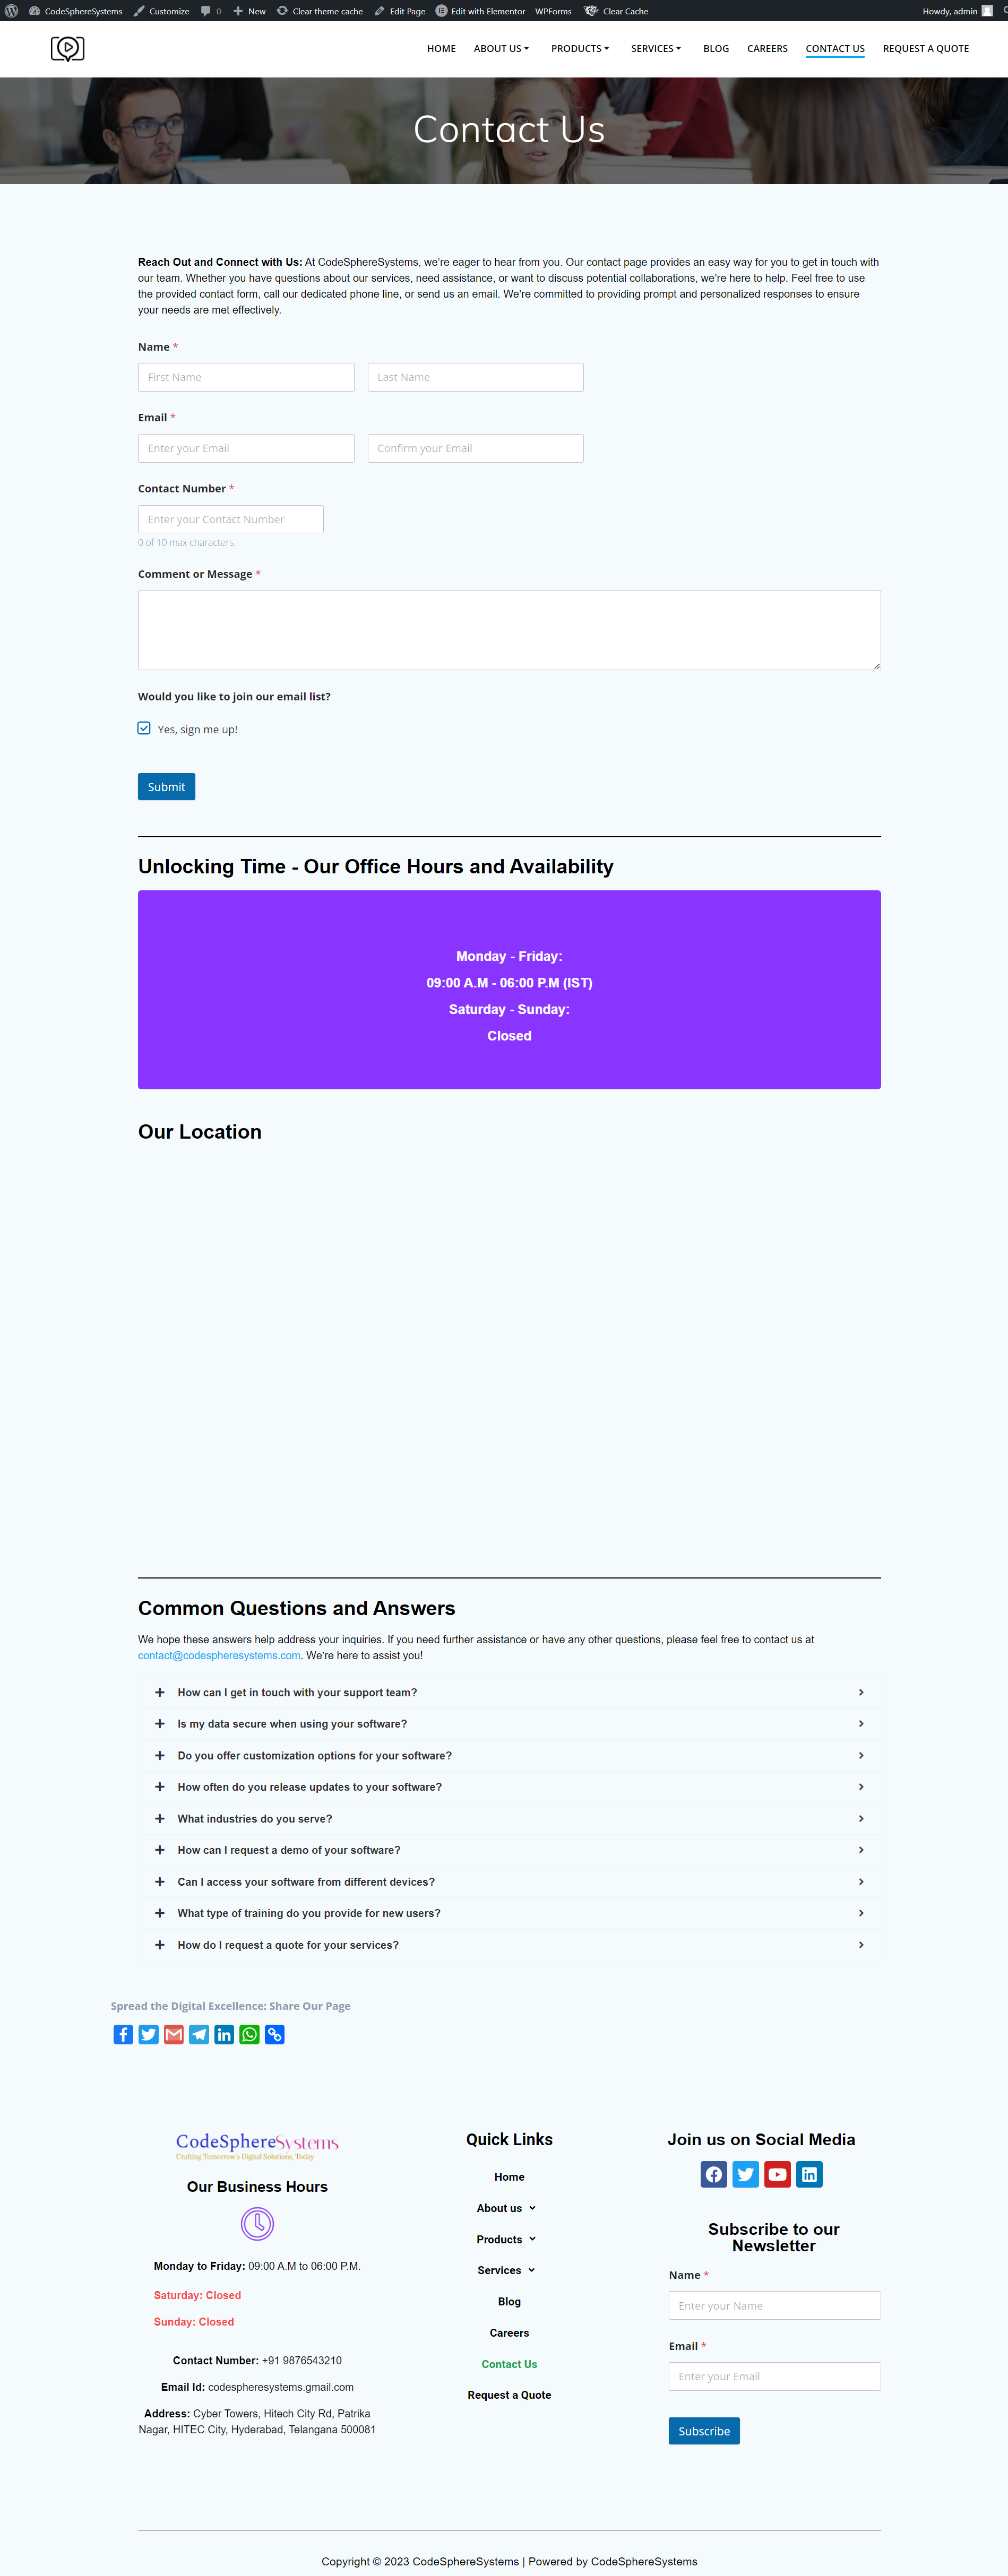 CodeSphereSystems Customize 0 New Clear theme cache Edit Page Edit with Elementor WPForms Clear Cache Howdy, admin
HOME ABOUT US PRODUCTS SERVICES BLOG CAREERS CONTACT US REQUEST A QUOTE
Contact Us
Reach Out and Connect with Us: At CodeSphereSystems, we're eager to hear from you. Our contact page provides an easy way for you to get in touch with
our team. Whether you have questions about our services, need assistance, or want to discuss potential collaborations, we're here to help. Feel free to use
the provided contact form, call our dedicated phone line, or send us an email. We're committed to providing prompt and personalized responses to ensure
your needs are met effectively.
Name *
First Name Last Name
Email *
Enter your Email Confirm your Email
Contact Number *
Enter your Contact Number
0 of 10 max characters.
Comment or Message *
Would you like to join our email list?
Yes, sign me up!
Submit
Unlocking Time - Our Office Hours and Availability
Monday - Friday:
09:00 A.M - 06:00 P.M (IST)
Saturday - Sunday:
Closed
Our Location
Common Questions and Answers
We hope these answers help address your inquiries. If you need further assistance or have any other questions, please feel free to contact us at
contact@codespheresystems.com. We're here to assist you!
How can I get in touch with your support team?
Is my data secure when using your software?
Do you offer customization options for your software?
How often do you release updates to your software?
What industries do you serve?
How can I request a demo of your software?
Can I access your software from different devices?
What type of training do you provide for new users?
How do I request a quote for your services?
Spread the Digital Excellence: Share Our Page
CodeSphereSystems
Crafting Tomorrow's Digital Solutions, Today
Our Business Hours
Monday to Friday: 09:00 A.M to 06:00 P.M.
Saturday: Closed
Sunday: Closed
Contact Number: +91 9876543210
Email Id: codespheresystems.gmail.com
Address: Cyber Towers, Hitech City Rd, Patrika
Nagar, HITEC City, Hyderabad, Telangana 500081
Quick Links
Home
About us
Products
Services
Blog
Careers
Contact Us
Request a Quote
Join us on Social Media
Subscribe to our
Newsletter
Name *
Enter your Name
Email *
Enter your Email
Subscribe
Copyright © 2023 CodeSphereSystems | Powered by CodeSphereSystems